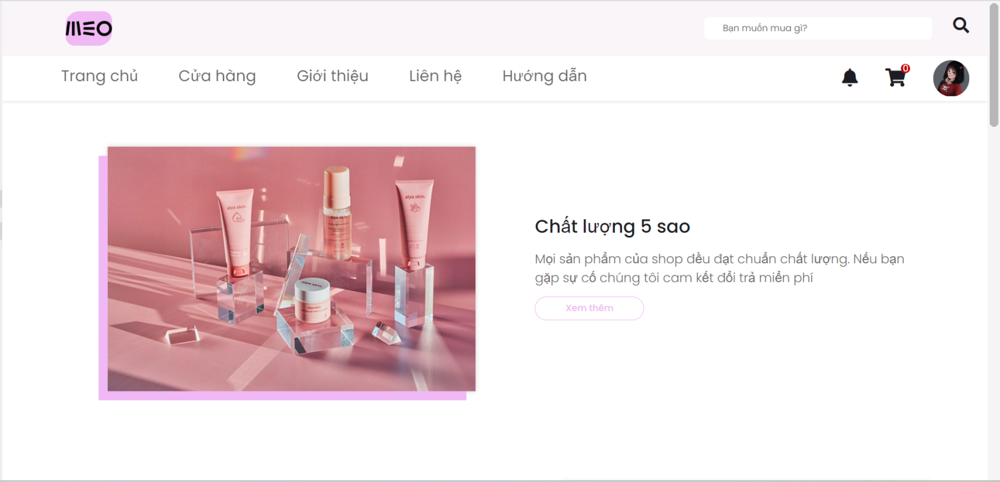 MEO
Bạn muốn mua gì?
Trang chủ
Cửa hàng
Giới thiệu
Liên hệ
Hướng dẫn
0
alya skin.
alya skin.
alya skin.
alya skin.
alya skin.
Chất lượng 5 sao
Mọi sản phẩm của shop đều đạt chuẩn chất lượng. Nếu bạn
gặp sự cố chúng tôi cam kết đổi trả miễn phí
Xem thêm